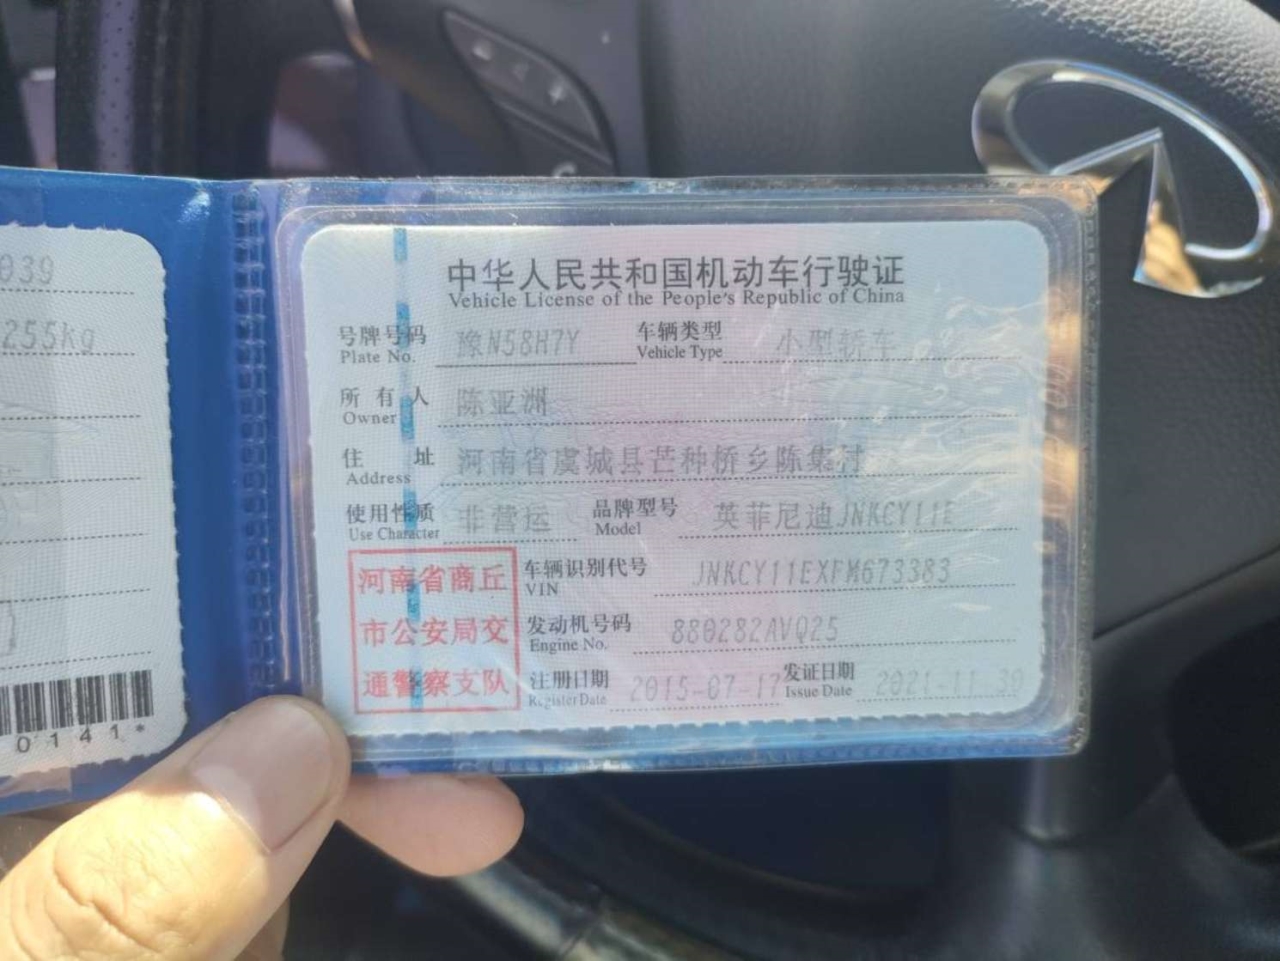 039
255kg
0141*
中华人民共和国机动车行驶证
Vehicle License of the People's Republic of China
号牌号码 豫N58H7Y 车辆类型 小型轿车
Plate No. Vehicle Type
所有人 陈亚洲
Owner
住址 河南省虞城县芒种桥乡陈集村
Address
使用性质 非营运 品牌型号 英菲尼迪JNKCY11E
Use Character Model
河南省商丘
市公安局交
通警察支队
车辆识别代号 JNKCY11EXFM673383
VIN
发动机号码 880282AVQ25
Engine No.
注册日期 2015-07-17 发证日期 2021-11-30
Register Date Issue Date